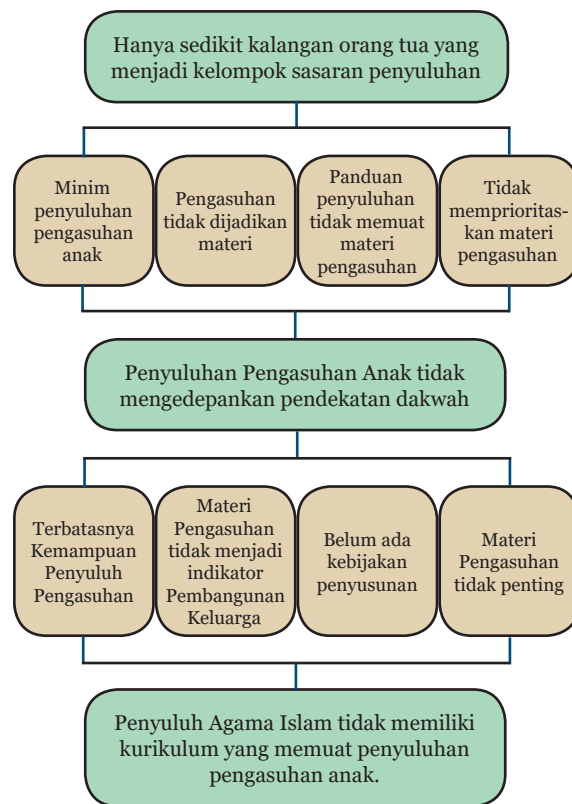 Hanya sedikit kalangan orang tua yang
menjadi kelompok sasaran penyuluhan
Minim
penyuluhan
pengasuhan
anak
Pengasuhan
tidak dijadikan
materi
Panduan
penyuluhan
tidak memuat
materi
pengasuhan
Tidak
memprioritas-
kan materi
pengasuhan
Penyuluhan Pengasuhan Anak tidak
mengedepankan pendekatan dakwah
Terbatasnya
Kemampuan
Penyuluh
Pengasuhan
Materi
Pengasuhan
tidak menjadi
indikator
Pembangunan
Keluarga
Belum ada
kebijakan
penyusunan
Materi
Pengasuhan
tidak penting
Penyuluh Agama Islam tidak memiliki
kurikulum yang memuat penyuluhan
pengasuhan anak.